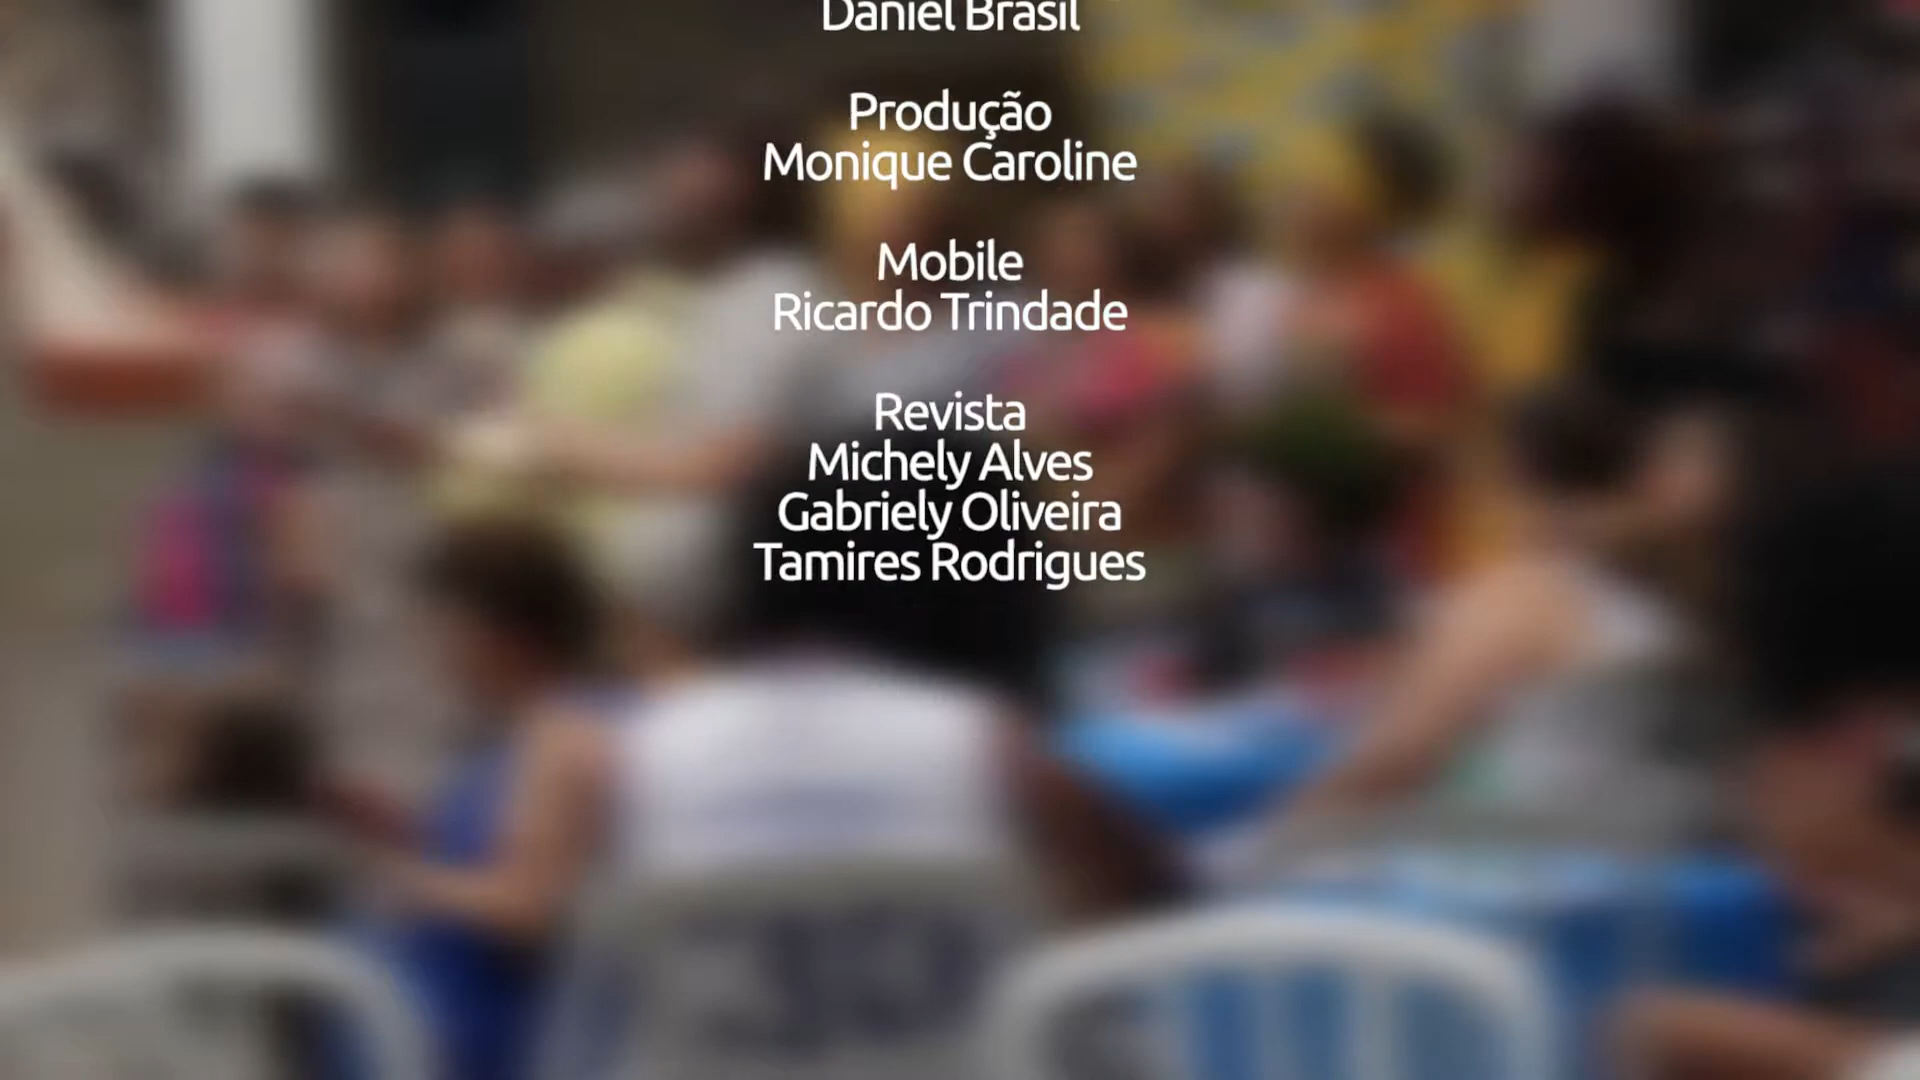 Daniel Brasil
Produção
Monique Caroline
Mobile
Ricardo Trindade
Revista
Michely Alves
Gabriely Oliveira
Tamires Rodrigues